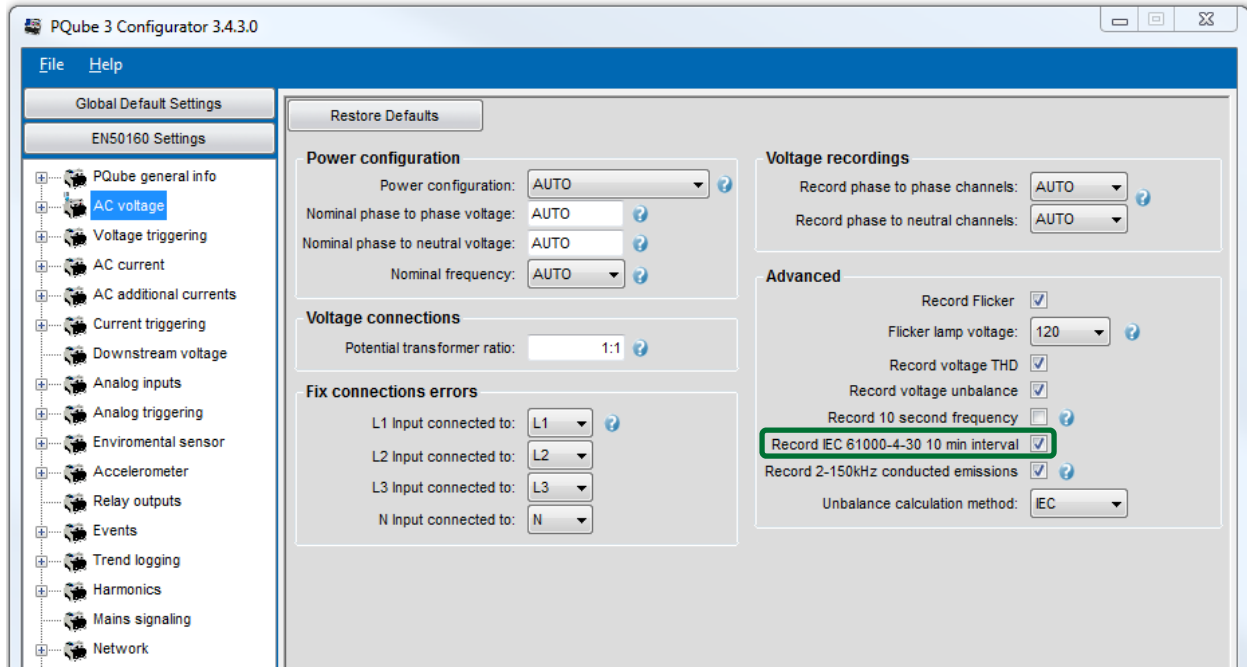 PQube 3 Configurator 3.4.3.0
File Help
Global Default Settings
EN50160 Settings
PQube general info
AC voltage
Voltage triggering
AC current
AC additional currents
Current triggering
Downstream voltage
Analog inputs
Analog triggering
Enviromental sensor
Accelerometer
Relay outputs
Events
Trend logging
Harmonics
Mains signaling
Network
Restore Defaults
Power configuration
Power configuration: AUTO
Nominal phase to phase voltage: AUTO
Nominal phase to neutral voltage: AUTO
Nominal frequency: AUTO
Voltage connections
Potential transformer ratio: 1:1
Fix connections errors
L1 Input connected to: L1
L2 Input connected to: L2
L3 Input connected to: L3
N Input connected to: N
Voltage recordings
Record phase to phase channels: AUTO
Record phase to neutral channels: AUTO
Advanced
Record Flicker
Flicker lamp voltage: 120
Record voltage THD
Record voltage unbalance
Record 10 second frequency
Record IEC 61000-4-30 10 min interval
Record 2-150kHz conducted emissions
Unbalance calculation method: IEC